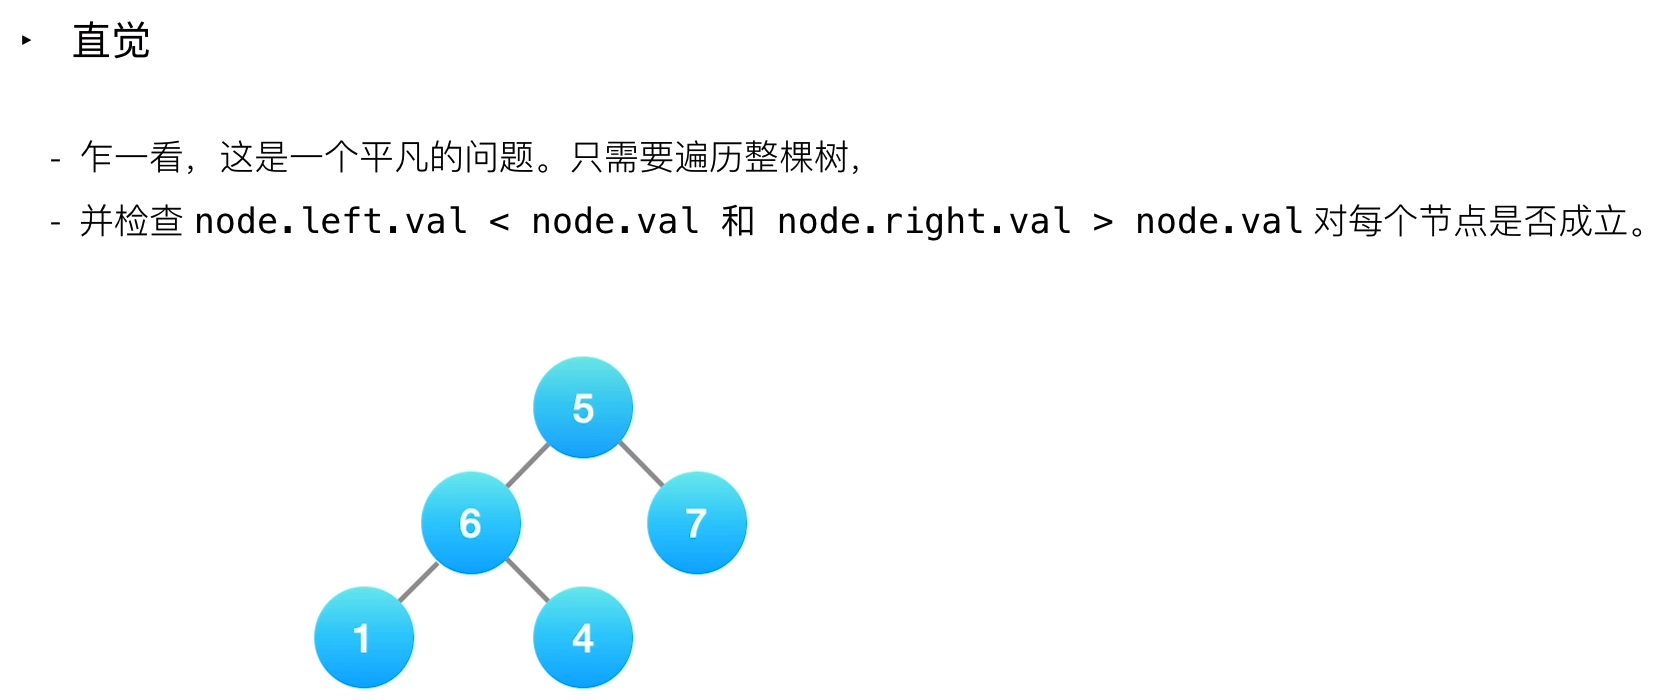 ‣ 直觉
- 乍一看，这是一个平凡的问题。只需要遍历整棵树，
- 并检查 node.left.val < node.val 和 node.right.val > node.val 对每个节点是否成立。
5
6 7
1 4